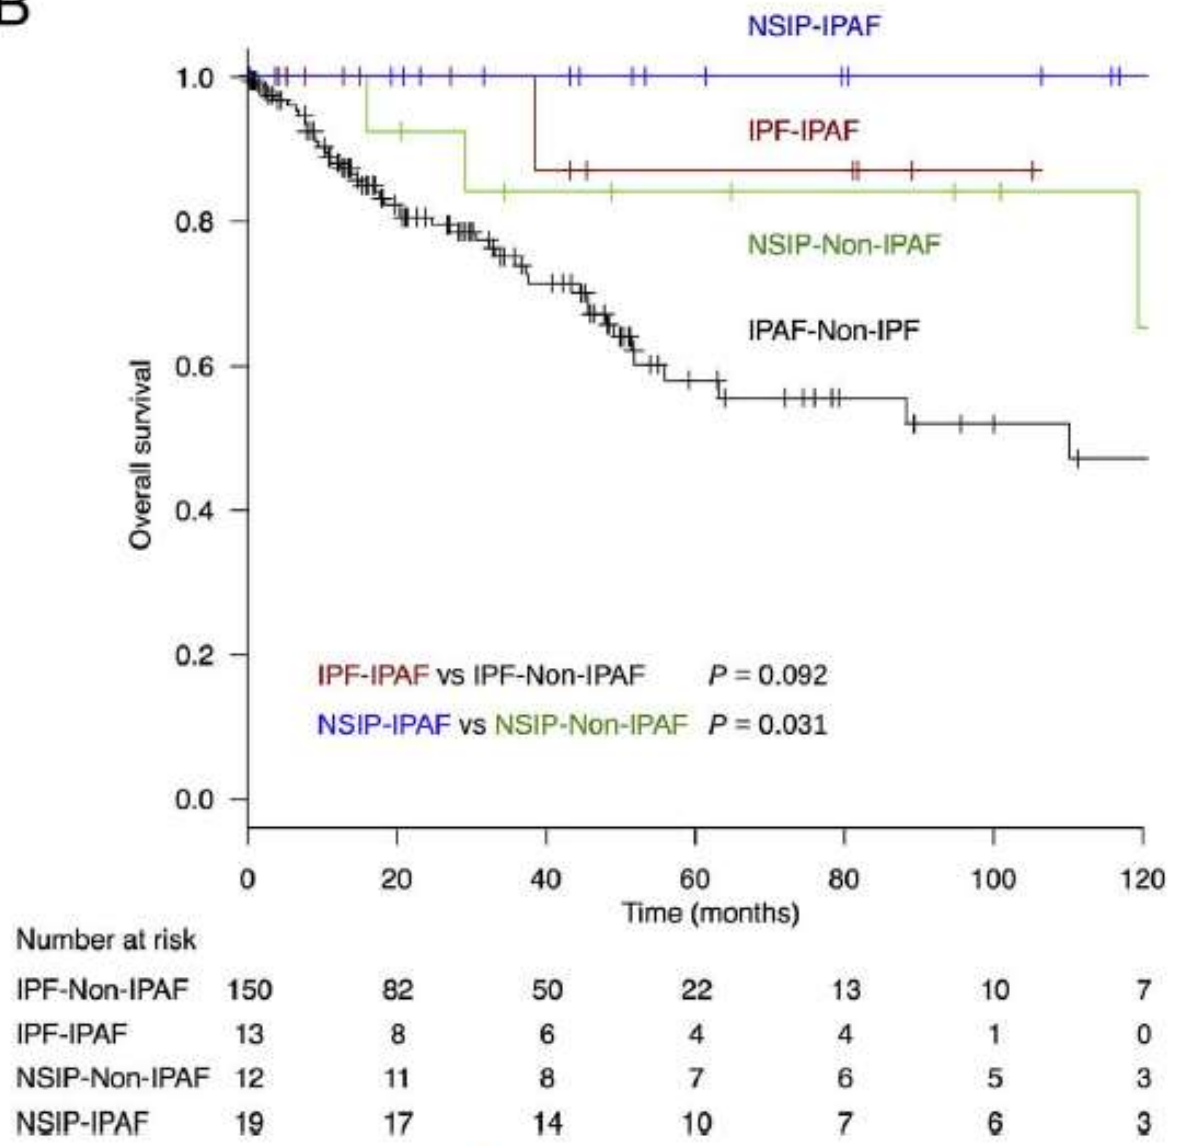 B
NSIP-IPAF
1.0
IPF-IPAF
0.8
NSIP-Non-IPAF
IPAF-Non-IPF
0.6
Overall survival
0.4
0.2
IPF-IPAF vs IPF-Non-IPAF P = 0.092
NSIP-IPAF vs NSIP-Non-IPAF P = 0.031
0.0
0 20 40 60 80 100 120
Time (months)
Number at risk
IPF-Non-IPAF 150 82 50 22 13 10 7
IPF-IPAF 13 8 6 4 4 1 0
NSIP-Non-IPAF 12 11 8 7 6 5 3
NSIP-IPAF 19 17 14 10 7 6 3